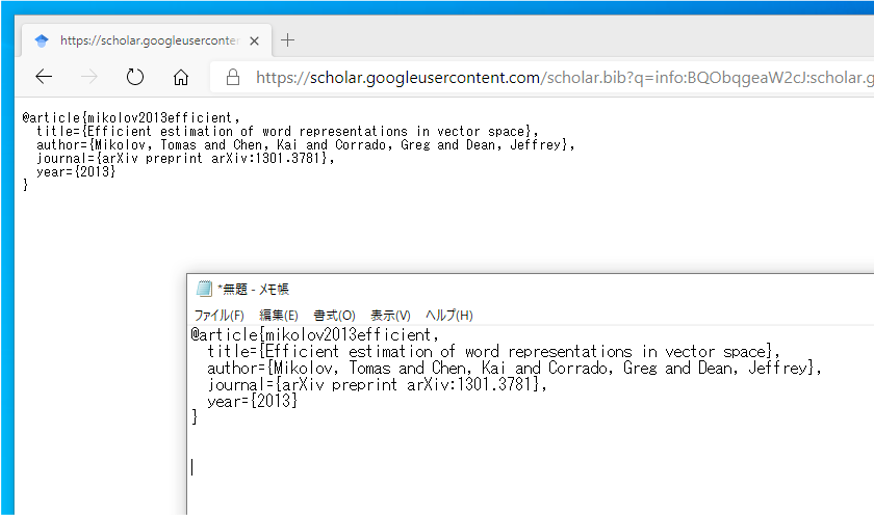 https://scholar.googleuserconter
https://scholar.googleusercontent.com/scholar.bib?q=info:BQObqgeaW2cJ:scholar.g
@article{mikolov2013efficient,
  title={Efficient estimation of word representations in vector space},
  author={Mikolov, Tomas and Chen, Kai and Corrado, Greg and Dean, Jeffrey},
  journal={arXiv preprint arXiv:1301.3781},
  year={2013}
}
*無題 - メモ帳
ファイル(F) 編集(E) 書式(O) 表示(V) ヘルプ(H)
@article{mikolov2013efficient,
  title={Efficient estimation of word representations in vector space},
  author={Mikolov, Tomas and Chen, Kai and Corrado, Greg and Dean, Jeffrey},
  journal={arXiv preprint arXiv:1301.3781},
  year={2013}
}